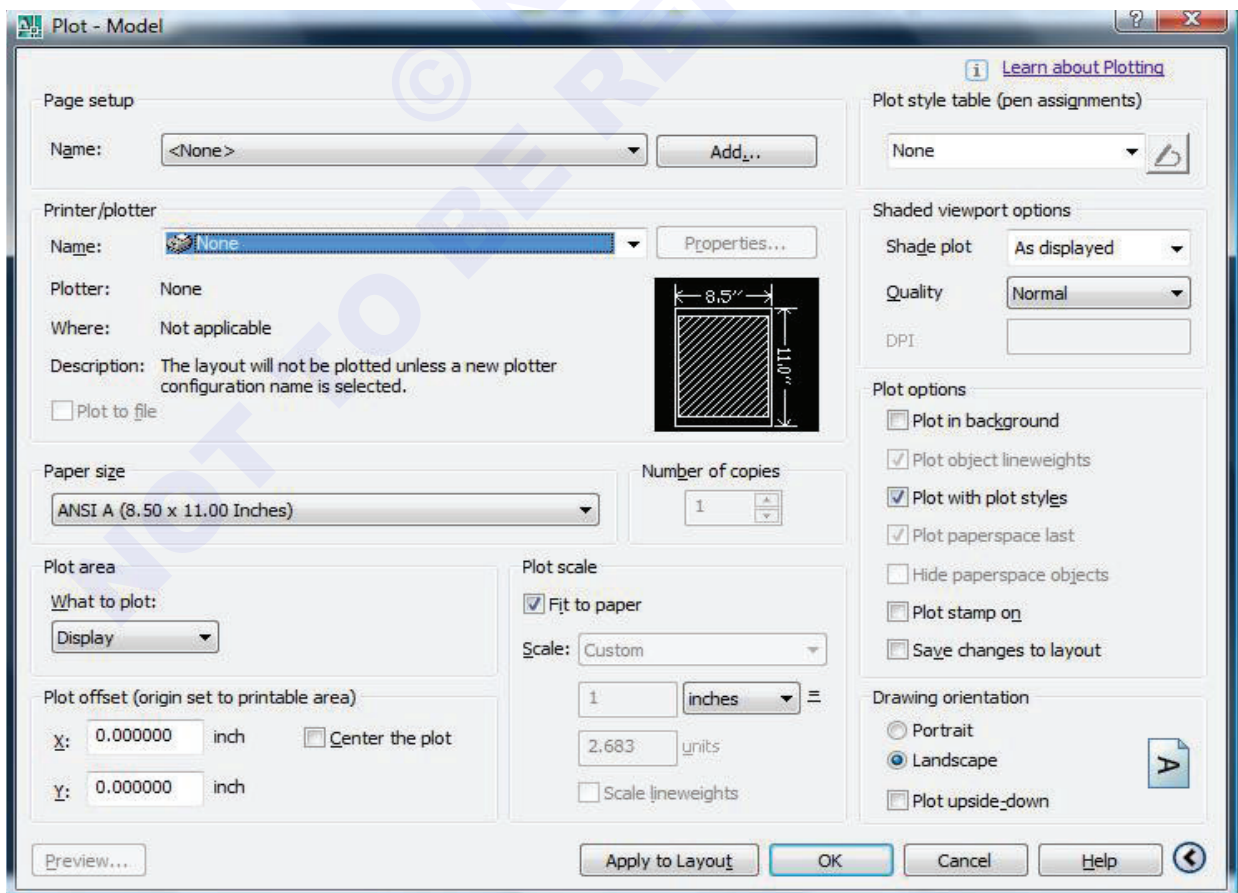 Plot - Model
Learn about Plotting
Page setup
Name: <None> Add...
Plot style table (pen assignments)
None
Printer/plotter
Name: None Properties...
Plotter: None
Where: Not applicable
Description: The layout will not be plotted unless a new plotter
configuration name is selected.
Plot to file
8.5″
11.0″
Shaded viewport options
Shade plot As displayed
Quality Normal
DPI
Paper size
ANSI A (8.50 x 11.00 Inches)
Number of copies
1
Plot options
Plot in background
Plot object lineweights
Plot with plot styles
Plot paperspace last
Hide paperspace objects
Plot stamp on
Save changes to layout
Plot area
What to plot:
Display
Plot scale
Fit to paper
Scale: Custom
1 inches =
2.683 units
Scale lineweights
Plot offset (origin set to printable area)
X: 0.000000 inch Center the plot
Y: 0.000000 inch
Drawing orientation
Portrait
Landscape
Plot upside-down
A
Preview... Apply to Layout OK Cancel Help
© NOT TO BE RE